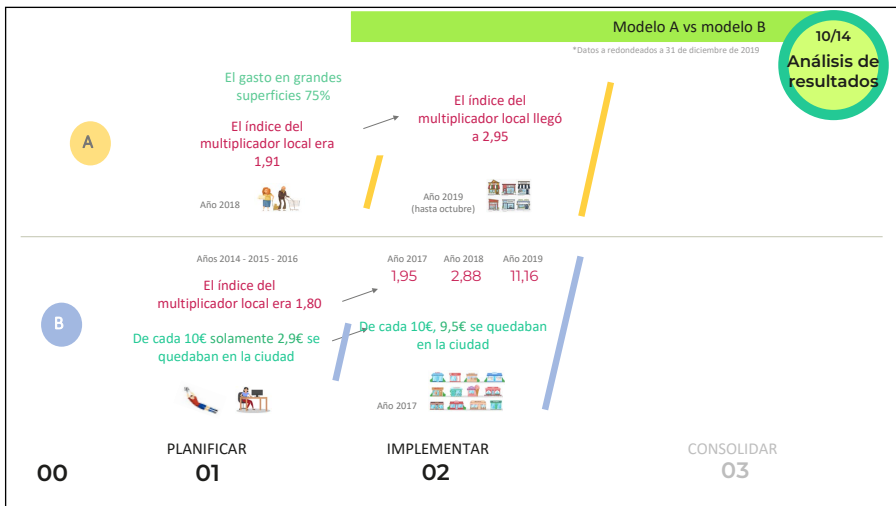 Modelo A vs modelo B
10/14
Análisis de
resultados
*Datos a redondeados a 31 de diciembre de 2019
El gasto en grandes
superficies 75%
El índice del
multiplicador local era
1,91
El índice del
multiplicador local llegó
a 2,95
A
Año 2018
Año 2019
(hasta octubre)
Años 2014 - 2015 - 2016
Año 2017 Año 2018 Año 2019
1,95 2,88 11,16
El índice del
multiplicador local era 1,80
B
De cada 10€ solamente 2,9€ se
quedaban en la ciudad
De cada 10€, 9,5€ se quedaban
en la ciudad
Año 2017
PLANIFICAR IMPLEMENTAR CONSOLIDAR
00 01 02 03